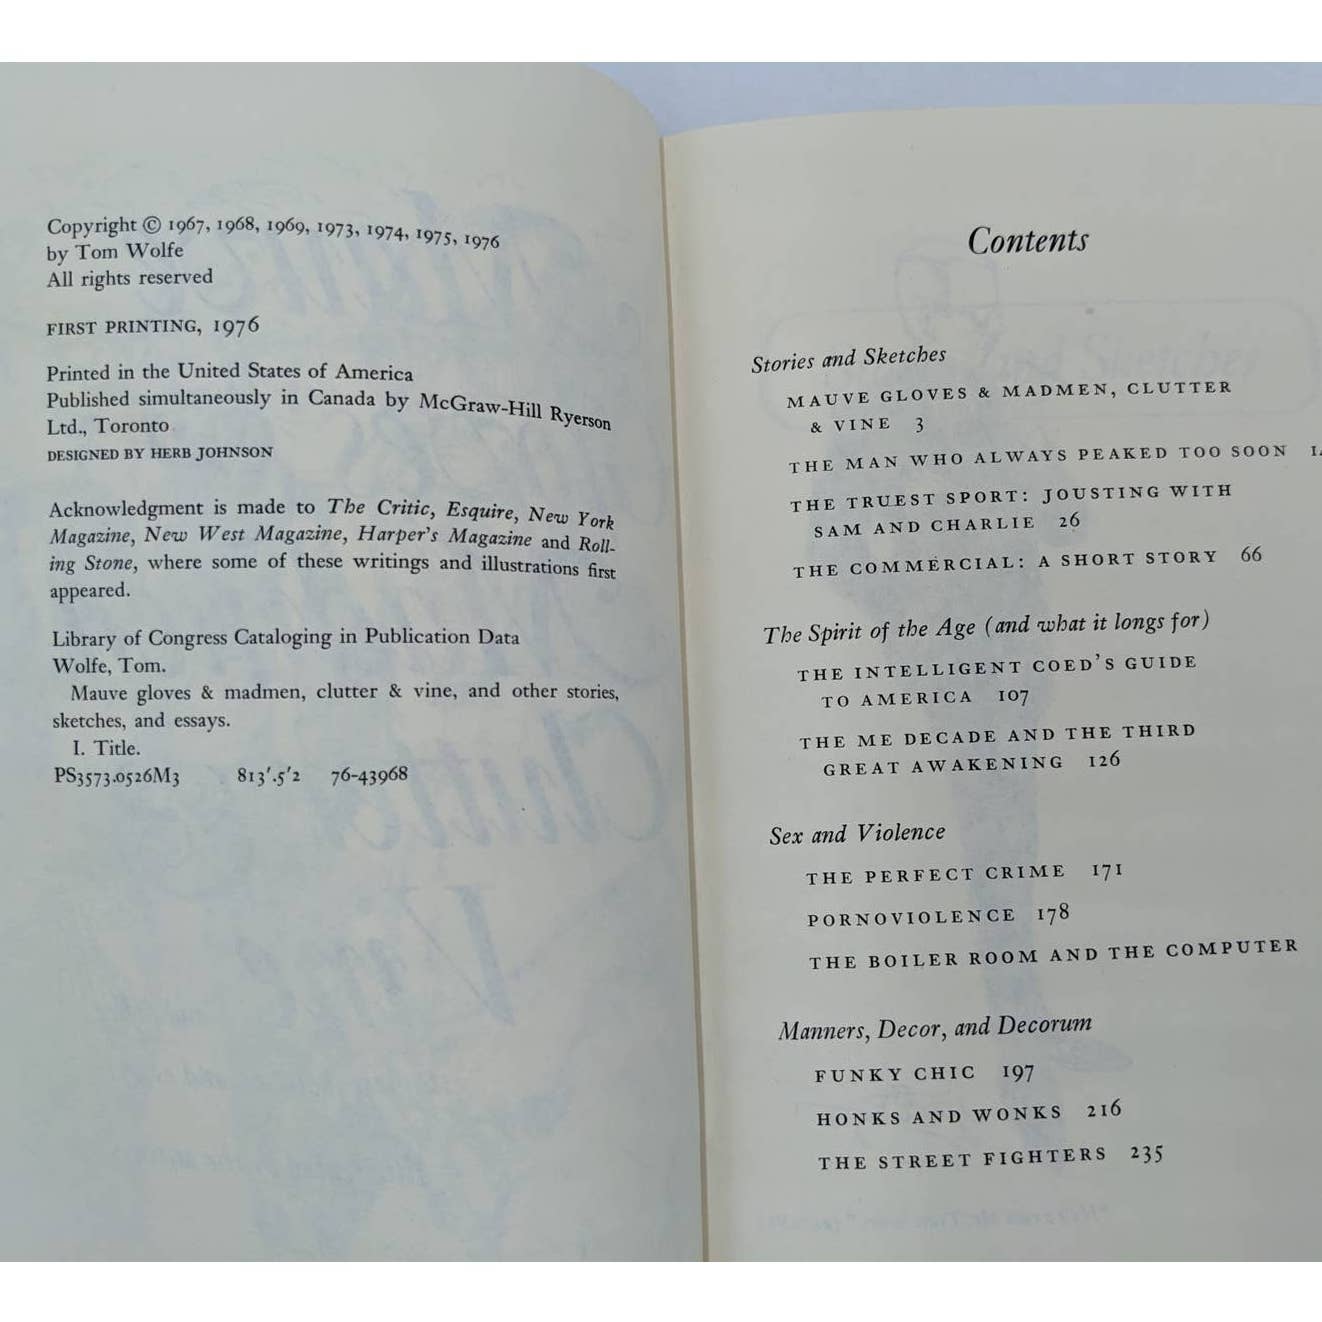 Copyright © 1967, 1968, 1969, 1973, 1974, 1975, 1976
by Tom Wolfe
All rights reserved
FIRST PRINTING, 1976
Printed in the United States of America
Published simultaneously in Canada by McGraw-Hill Ryerson
Ltd., Toronto
DESIGNED BY HERB JOHNSON
Acknowledgment is made to The Critic, Esquire, New York
Magazine, New West Magazine, Harper's Magazine and Roll-
ing Stone, where some of these writings and illustrations first
appeared.
Library of Congress Cataloging in Publication Data
Wolfe, Tom.
Mauve gloves & madmen, clutter & vine, and other stories,
sketches, and essays.
I. Title.
PS3573.0526M3 813'.5'2 76-43968
Contents
Stories and Sketches
MAUVE GLOVES & MADMEN, CLUTTER
& VINE 3
THE MAN WHO ALWAYS PEAKED TOO SOON
THE TRUEST SPORT: JOUSTING WITH
SAM AND CHARLIE 26
THE COMMERCIAL: A SHORT STORY 66
The Spirit of the Age (and what it longs for)
THE INTELLIGENT COED'S GUIDE
TO AMERICA 107
THE ME DECADE AND THE THIRD
GREAT AWAKENING 126
Sex and Violence
THE PERFECT CRIME 171
PORNOVIOLENCE 178
THE BOILER ROOM AND THE COMPUTER
Manners, Decor, and Decorum
FUNKY CHIC 197
HONKS AND WONKS 216
THE STREET FIGHTERS 235